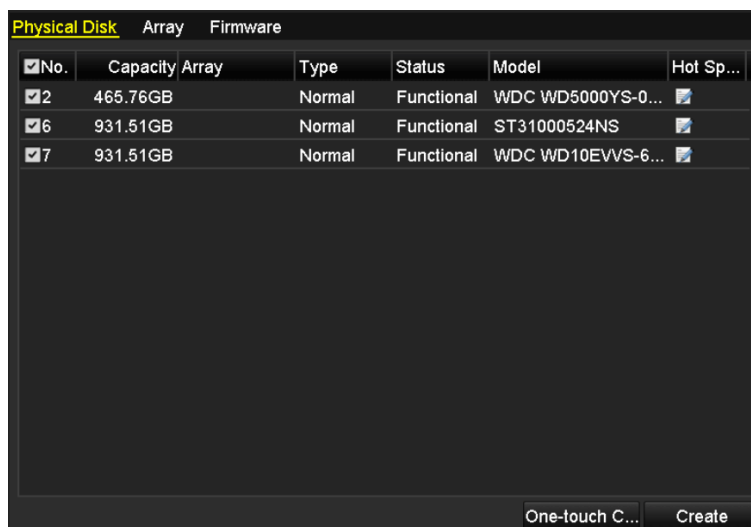 Physical Disk Array Firmware
No. Capacity Array Type Status Model Hot Sp...
2 465.76GB Normal Functional WDC WD5000YS-0...
6 931.51GB Normal Functional ST31000524NS
7 931.51GB Normal Functional WDC WD10EVVS-6...
One-touch C... Create